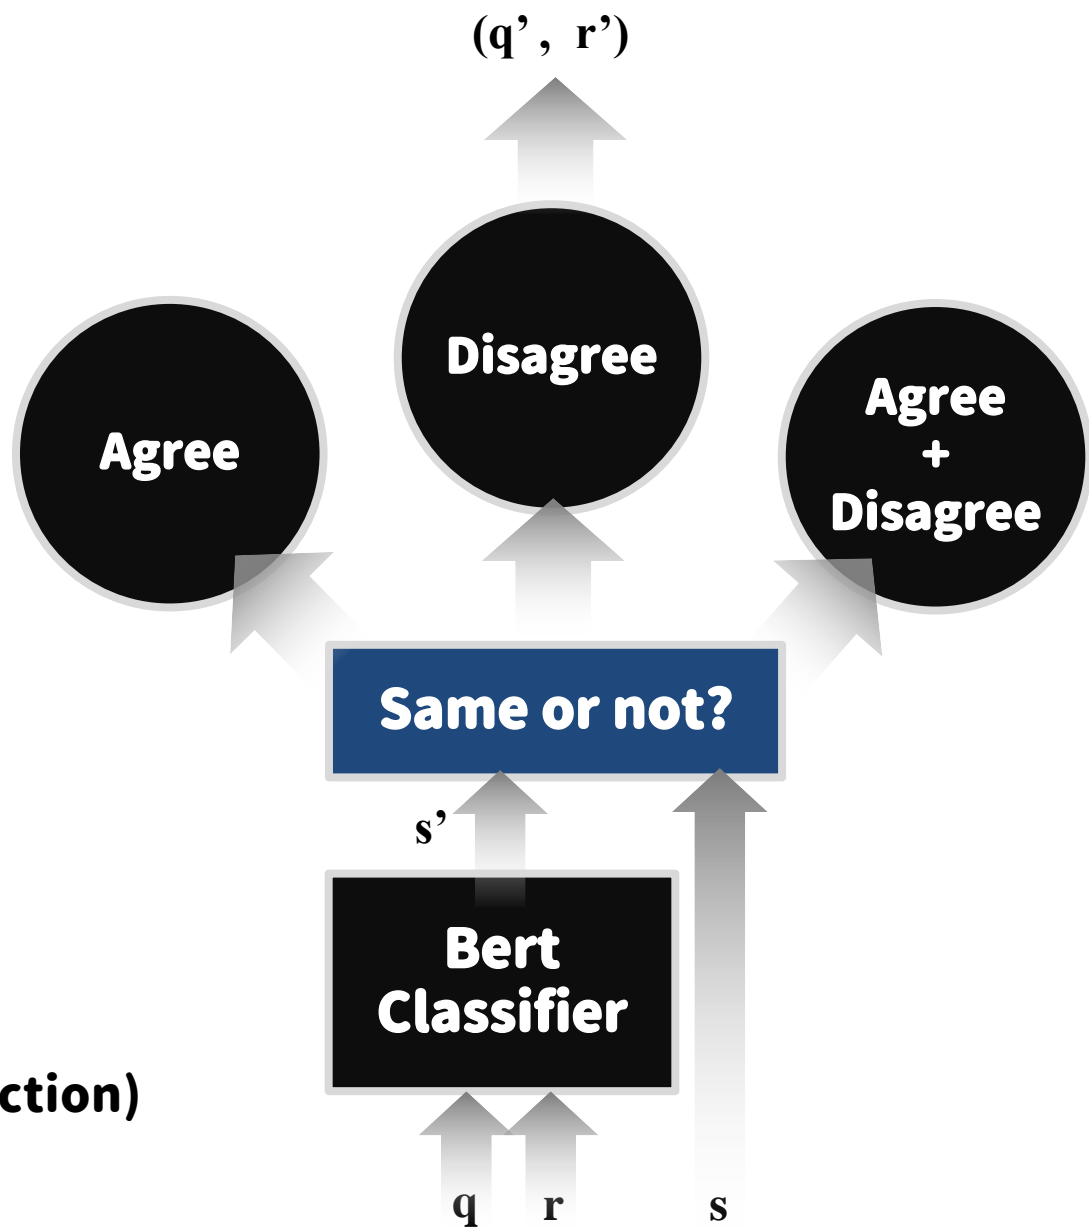 (q’ , r’)
Disagree
Agree
Agree
+
Disagree
Same or not?
s’
Bert
Classifier
ction)
q r s